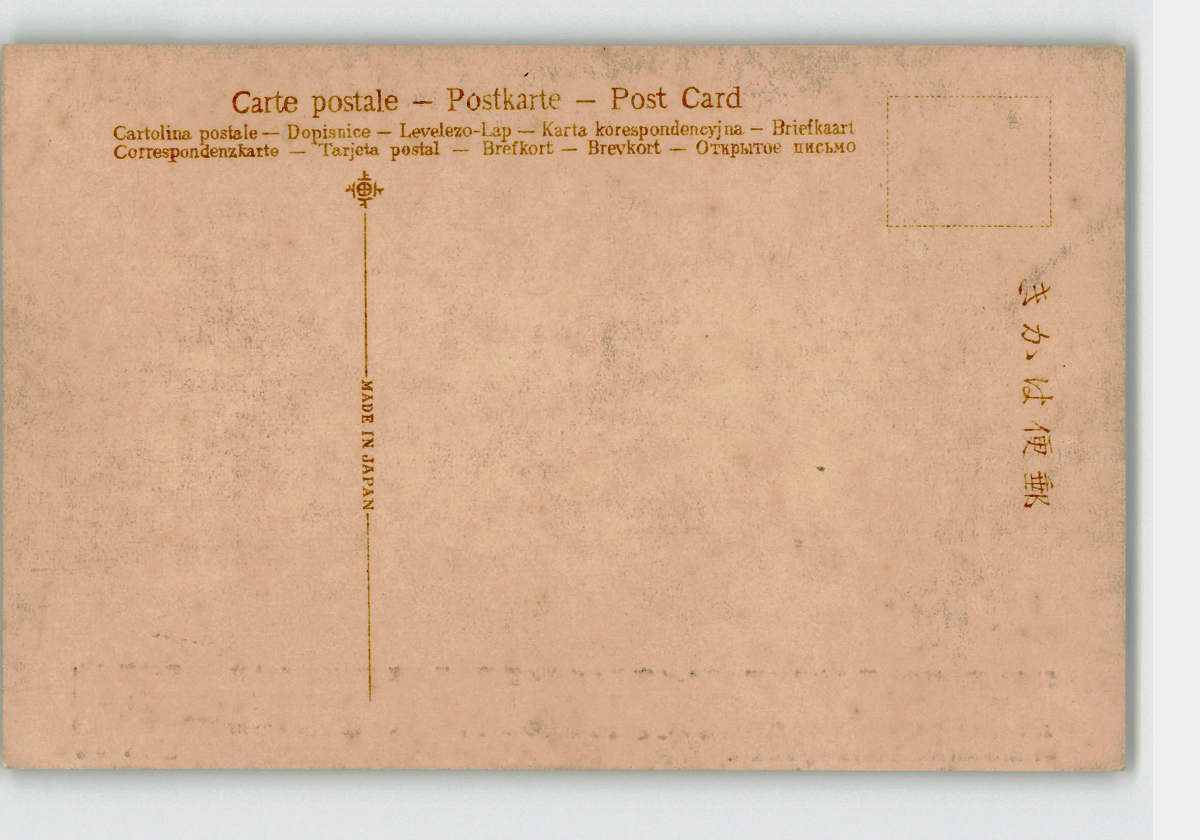 Carte postale — Postkarte — Post Card
Cartolina postale — Dopisnice — Levelezo-Lap — Karta korespondencyjna — Briefkaart
Correspondenzkarte — Tarjeta postal — Brefkort — Brevkort — Открытое письмо
MADE IN JAPAN
きかは便郵